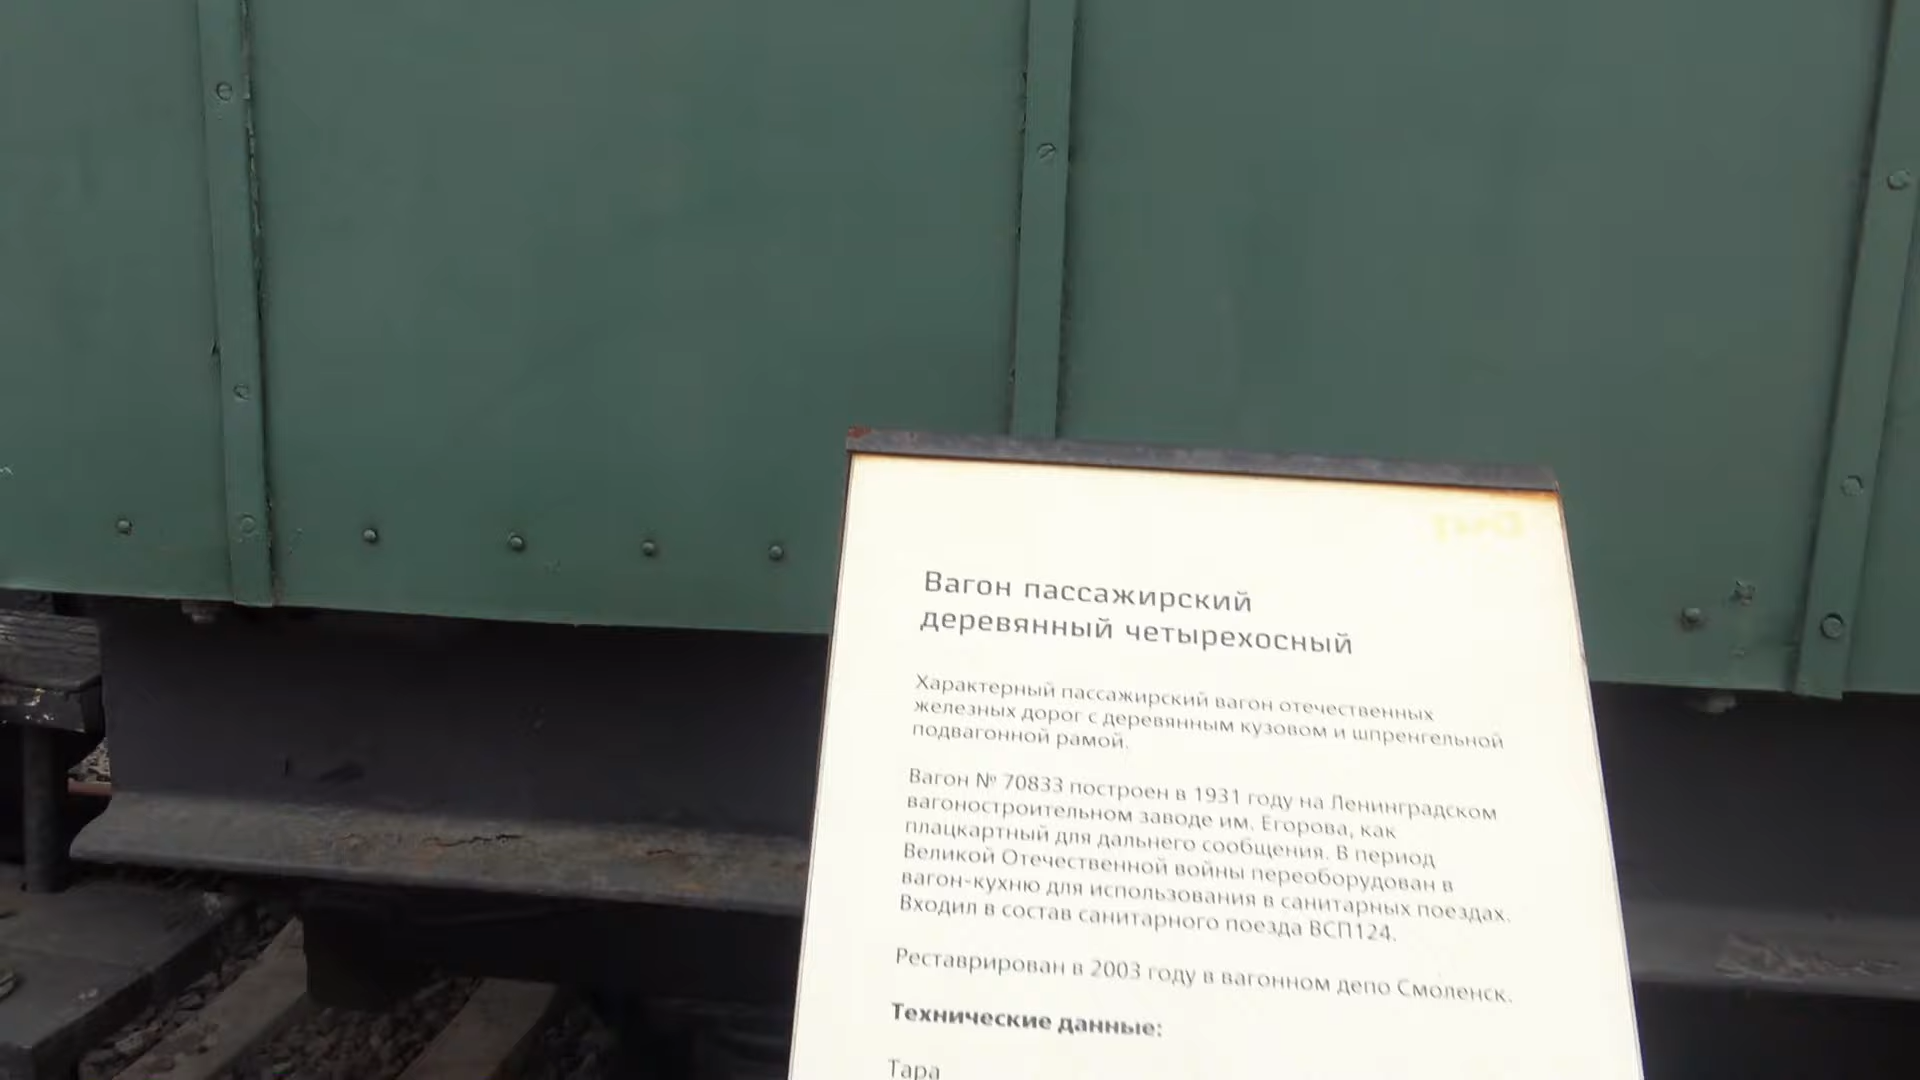 Вагон пассажирский
деревянный четырехосный
Характерный пассажирский вагон отечественных
железных дорог с деревянным кузовом и шпренгельной
подвагонной рамой.
Вагон № 70833 построен в 1931 году на Ленинградском
вагоностроительном заводе им. Егорова, как
плацкартный для дальнего сообщения. В период
Великой Отечественной войны переоборудован в
вагон-кухню для использования в санитарных поездах.
Входил в состав санитарного поезда ВСП124.
Реставрирован в 2003 году в вагонном депо Смоленск.
Технические данные:
Тара